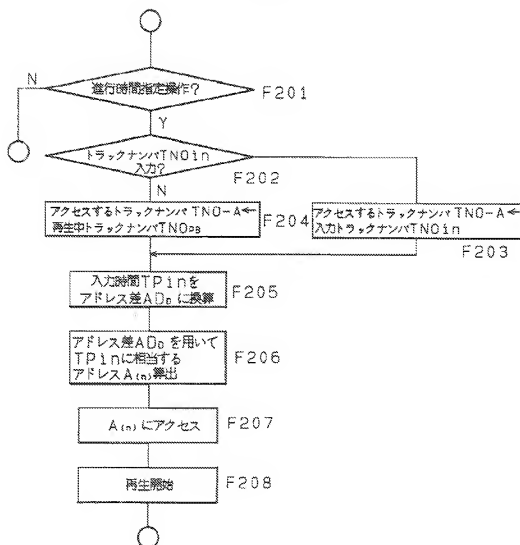 進行時間指定操作?
N
F201
Y
トラックナンバTNOin
入力?
F202
N
アクセスするトラックナンバ TNO-A←
再生中トラックナンバTNOPB
F204
アクセスするトラックナンバ TNO-A←
入力トラックナンバTNOin
F203
入力時間TPinを
アドレス差ADDに換算
F205
アドレス差ADDを用いて
TPinに相当する
アドレスA(n)算出
F206
A(n)にアクセス
F207
再生開始
F208